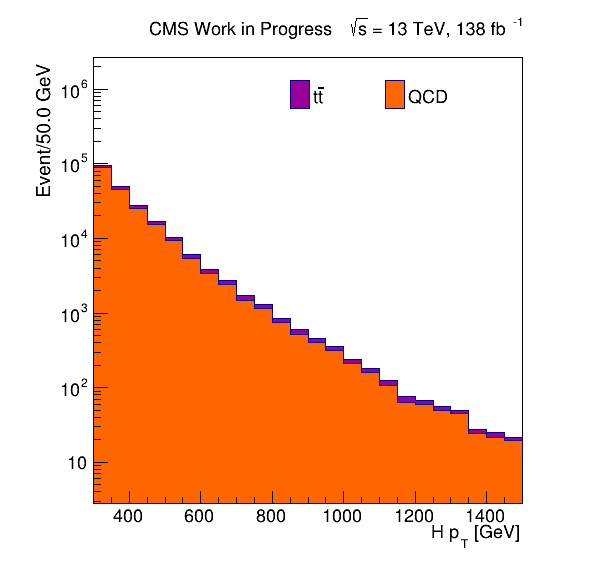 CMS Work in Progress √s = 13 TeV, 138 fb⁻¹
Event/50.0 GeV
tt̄
QCD
10⁶
10⁵
10⁴
10³
10²
10
400 600 800 1000 1200 1400
H p_T [GeV]